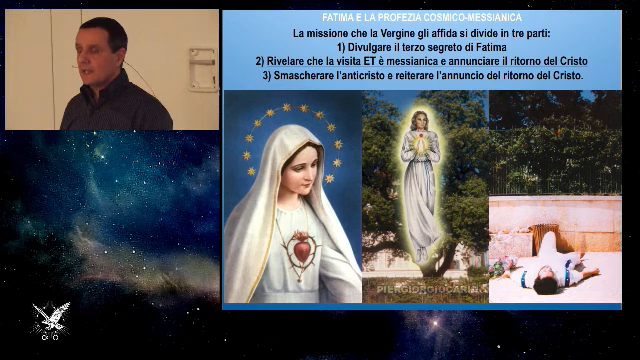 FATIMA E LA PROFEZIA COSMICO-MESSIANICA
La missione che la Vergine gli affida si divide in tre parti:
1) Divulgare il terzo segreto di Fatima
2) Rivelare che la visita ET è messianica e annunciare il ritorno del Cristo
3) Smascherare l'anticristo e reiterare l'annuncio del ritorno del Cristo.